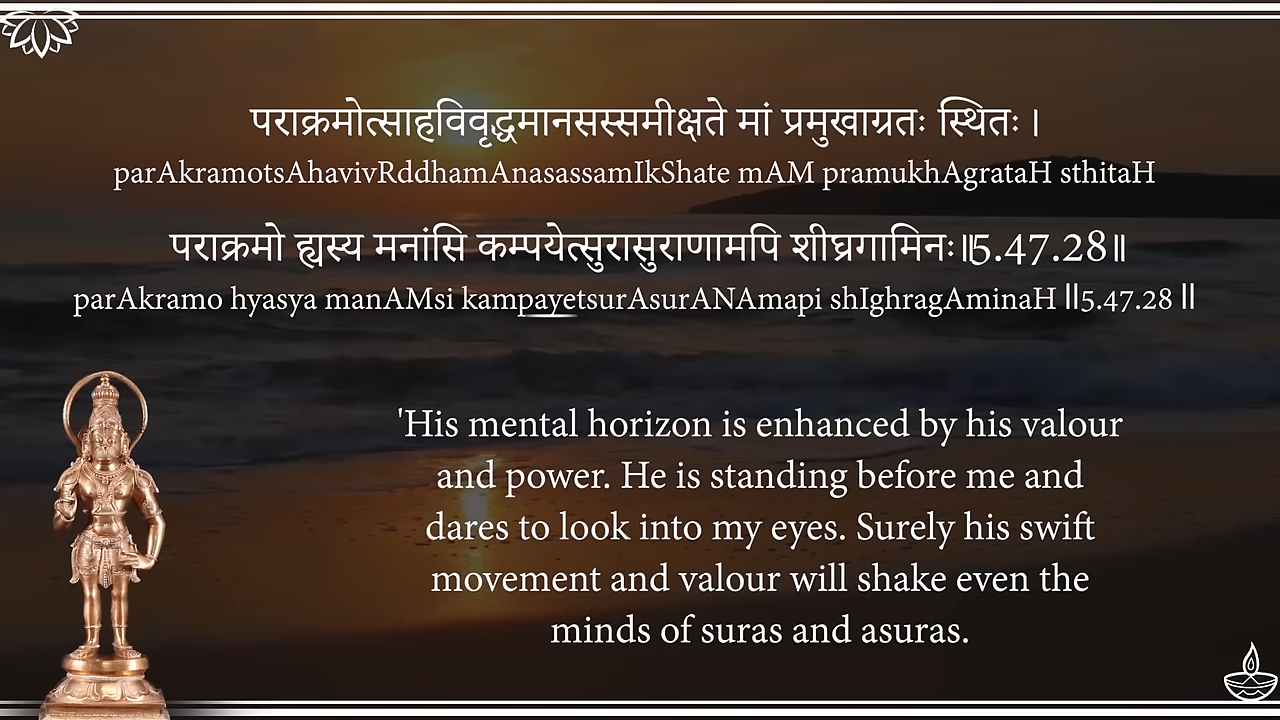 पराक्रमोत्साहविवृद्धमानसस्समीक्षते मां प्रमुखाग्रतः स्थितः ।
parAkramotsAhavivRddhamAnasassamIkShate mAM pramukhAgrataH sthitaH
पराक्रमो ह्यस्य मनांसि कम्पयेत्सुरासुराणामपि शीघ्रगामिनः॥5.47.28॥
parAkramo hyasya manAMsi kampayetsurAsurANAmapi shIghragAminaH ॥5.47.28 ॥
'His mental horizon is enhanced by his valour
and power. He is standing before me and
dares to look into my eyes. Surely his swift
movement and valour will shake even the
minds of suras and asuras.